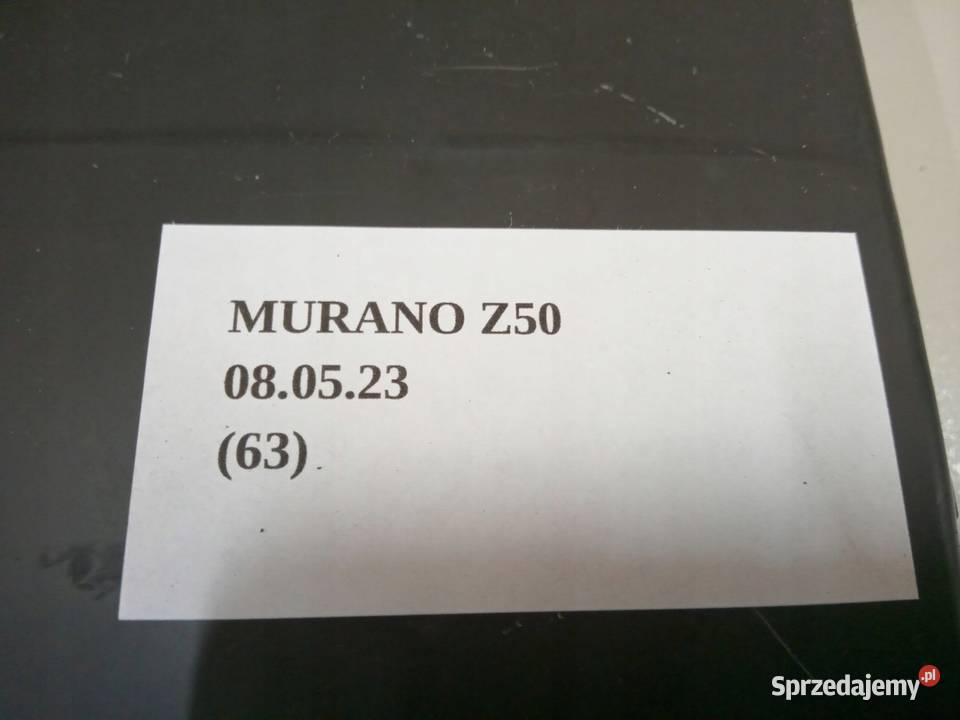 MURANO Z50
08.05.23
(63)
Sprzedajemy.pl